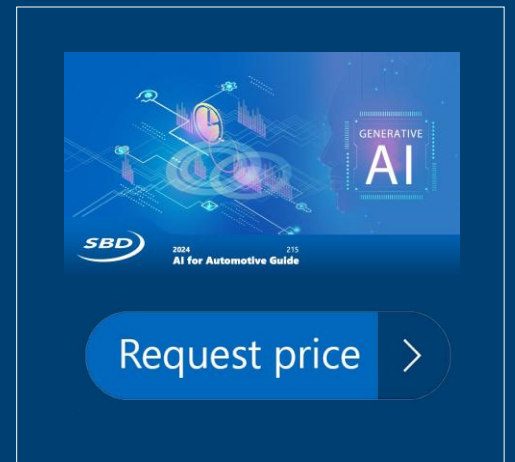 GENERATIVE
AI
SBD
2024 215
AI for Automotive Guide
Request price